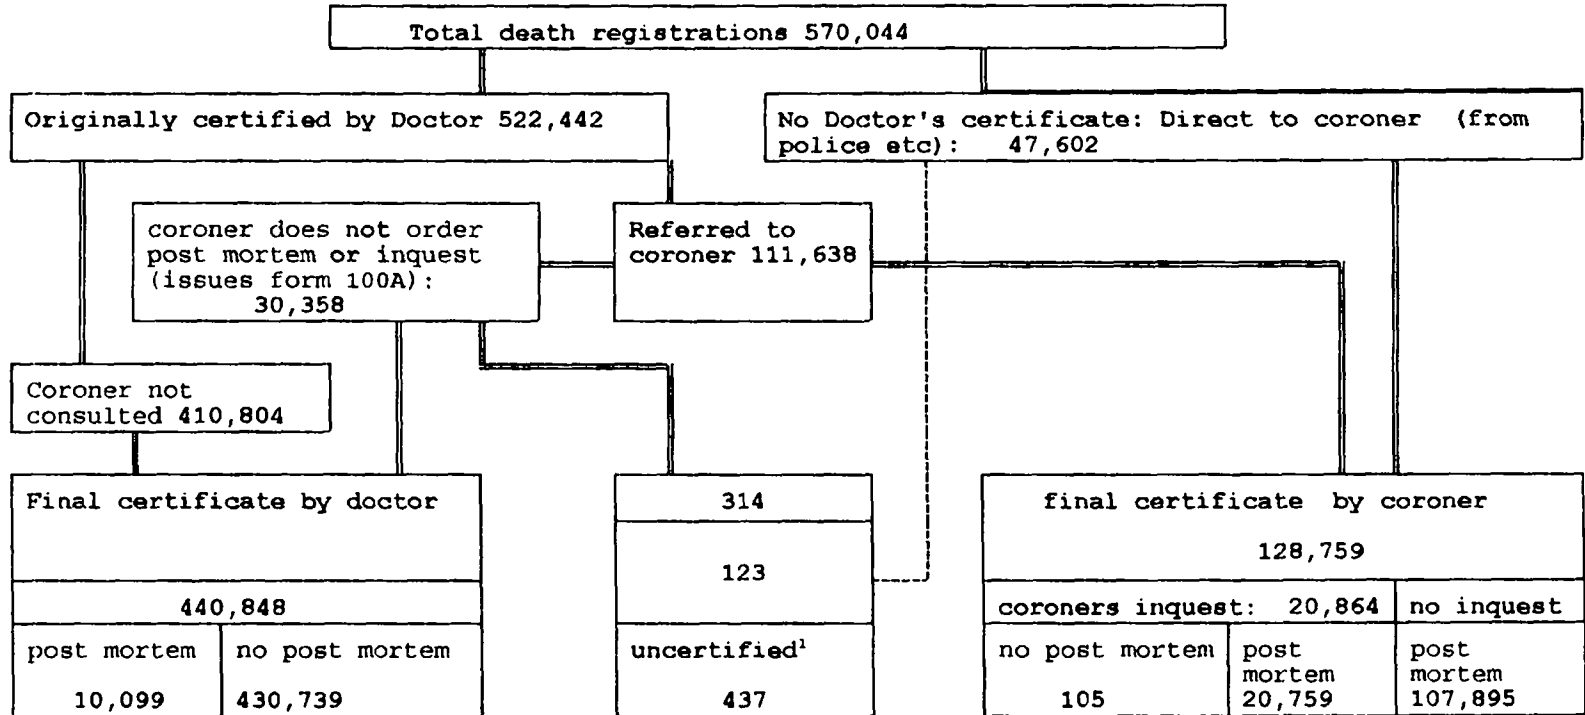 Total death registrations 570,044
Originally certified by Doctor 522,442
No Doctor's certificate: Direct to coroner (from
police etc): 47,602
coroner does not order
post mortem or inquest
(issues form 100A):
30,358
Referred to
coroner 111,638
Coroner not
consulted 410,804
Final certificate by doctor
440,848
post mortem
10,099
no post mortem
430,739
314
123
uncertified¹
437
final certificate by coroner
128,759
coroners inquest: 20,864
no inquest
no post mortem
105
post
mortem
20,759
post
mortem
107,895